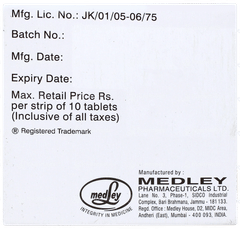 Mfg. Lic. No.: JK/01/05-06/75
Batch No.:
Mfg. Date:
Expiry Date:
Max. Retail Price Rs.
per strip of 10 tablets
(Inclusive of all taxes)
® Registered Trademark
medley
INTEGRITY IN MEDICINE
Manufactured by :
MEDLEY
PHARMACEUTICALS LTD.
Lane No. 3, Phase-1, SIDCO Industrial
Complex, Bari Brahmana, Jammu - 181 133.
Regd. Office : Medley House, D2, MIDC Area,
Andheri (East), Mumbai - 400 093, INDIA.